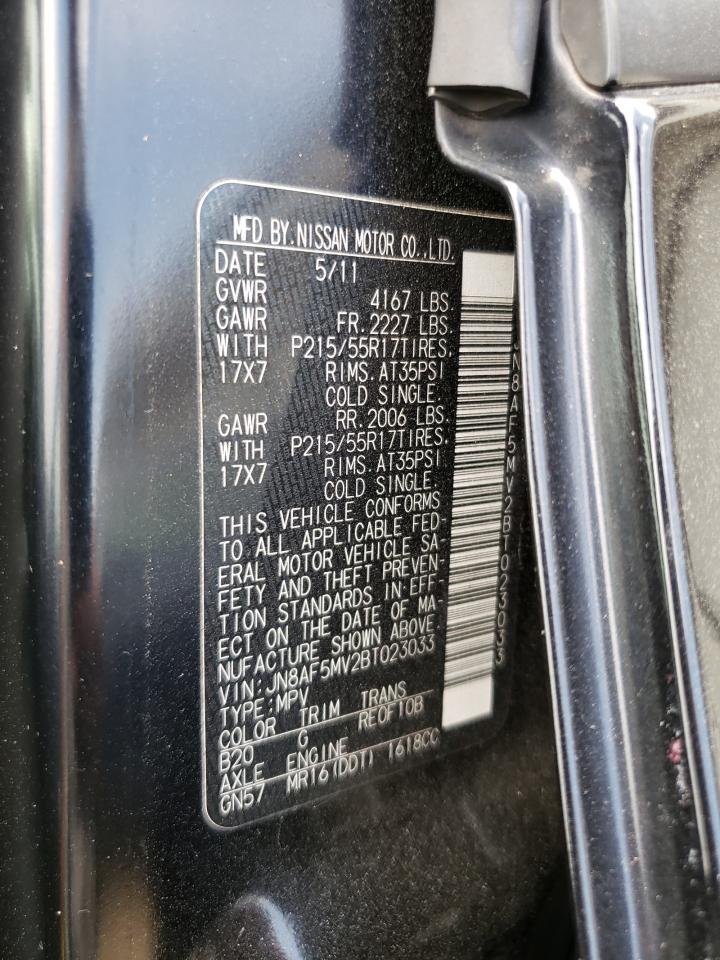 MFD BY.NISSAN MOTOR CO.,LTD.
DATE 5/11
GVWR 4167 LBS.
GAWR FR.2227 LBS.
WITH P215/55R17TIRES.
17X7 RIMS.AT35PSI
COLD SINGLE.
GAWR RR.2006 LBS.
WITH P215/55R17TIRES.
17X7 RIMS.AT35PSI
COLD SINGLE.
THIS VEHICLE CONFORMS
TO ALL APPLICABLE FED-
ERAL MOTOR VEHICLE SA
FETY AND THEFT PREVEN-
TION STANDARDS IN EFF-
ECT ON THE DATE OF MA-
NUFACTURE SHOWN ABOVE.
VIN:JN8AF5MV2BT023033
TYPE:MPV
COLOR TRIM TRANS
B20 G RE0F10B
AXLE ENGINE
GN57 MR16(DDT) 1618CC
JN8AF5MV2BT023033